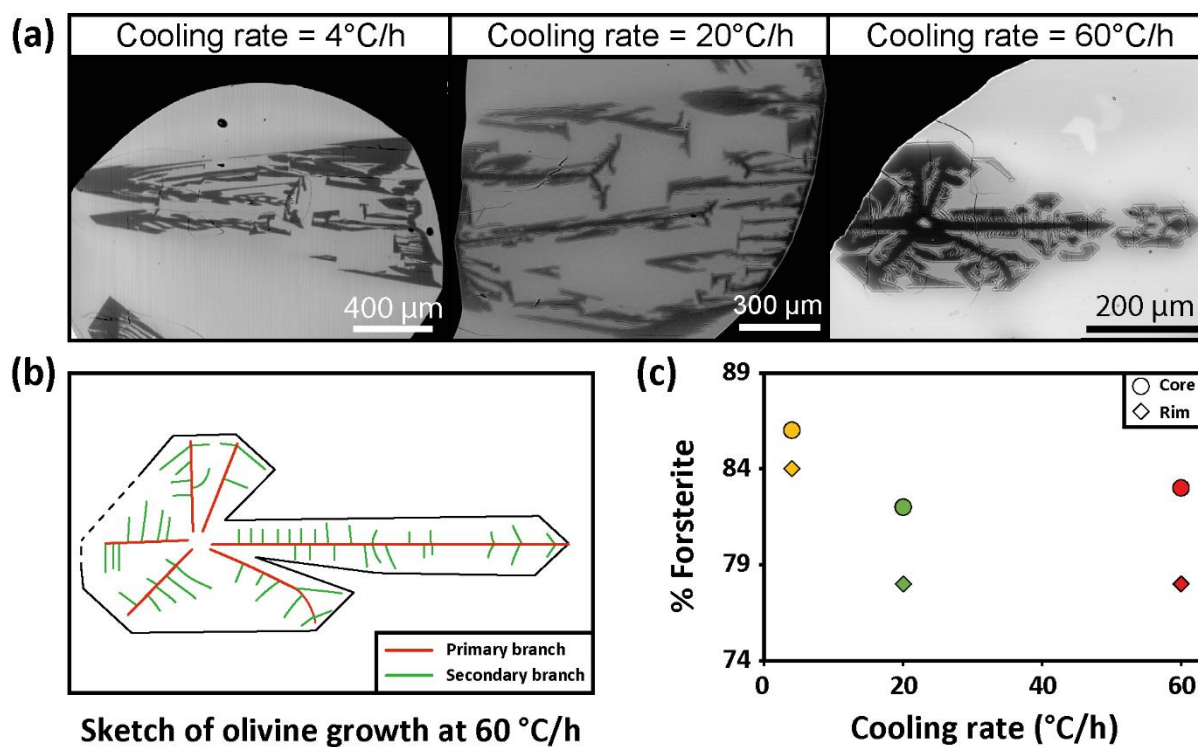 (a)
Cooling rate = 4°C/h
Cooling rate = 20°C/h
Cooling rate = 60°C/h
400 µm
300 µm
200 µm
(b)
Primary branch
Secondary branch
Sketch of olivine growth at 60 °C/h
(c)
89
84
79
74
% Forsterite
Core
Rim
0
20
40
60
Cooling rate (°C/h)